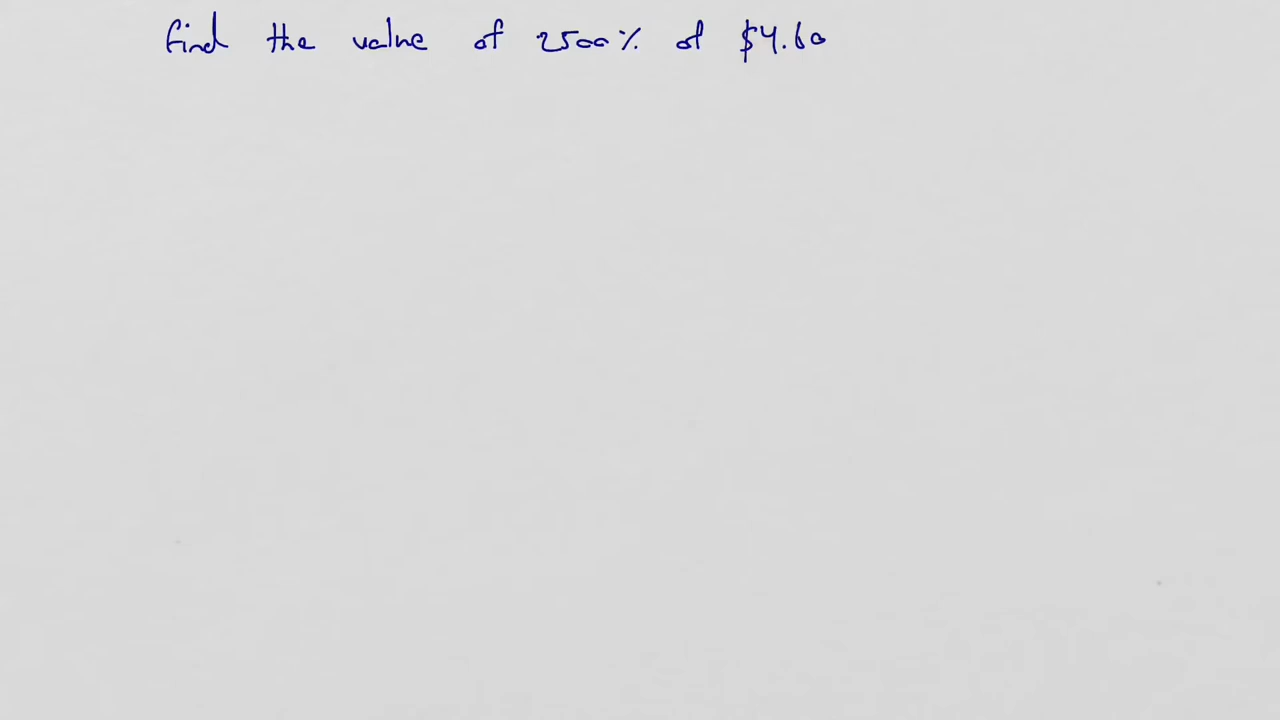 find the value of 2500% of $4.60